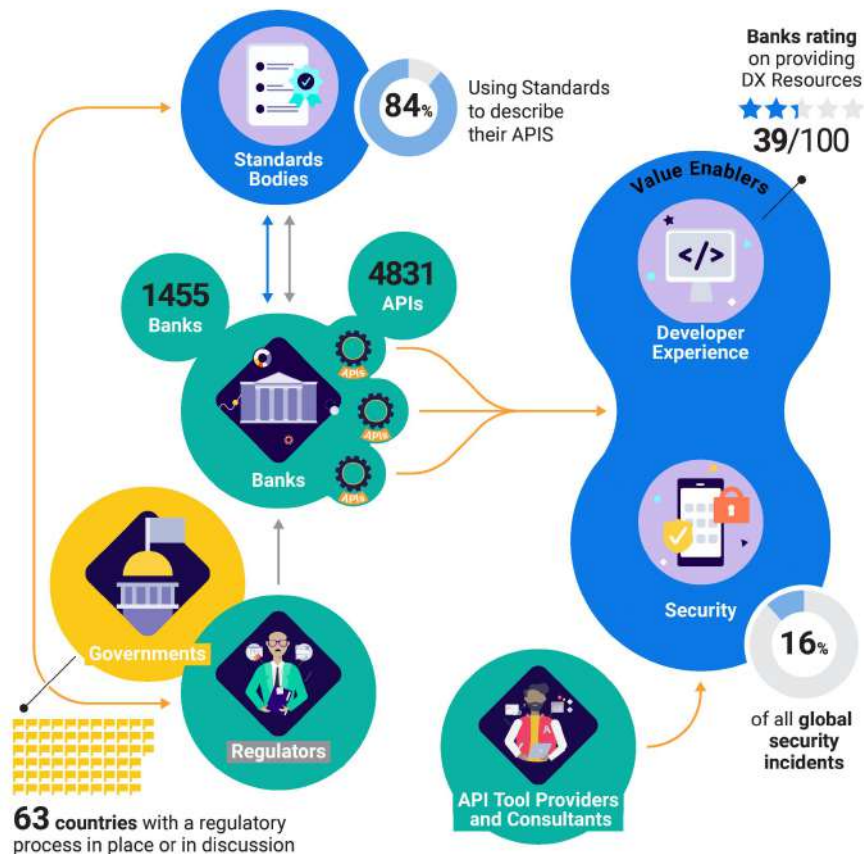 84%
Using Standards
to describe
their APIS
Standards
Bodies
Banks rating
on providing
DX Resources
39/100
Value Enablers
</>
Developer
Experience
1455
Banks
4831
APIs
APIs
APIs
APIs
Banks
Security
16%
of all global
security
incidents
Governments
Regulators
A
API Tool Providers
and Consultants
63 countries with a regulatory
process in place or in discussion